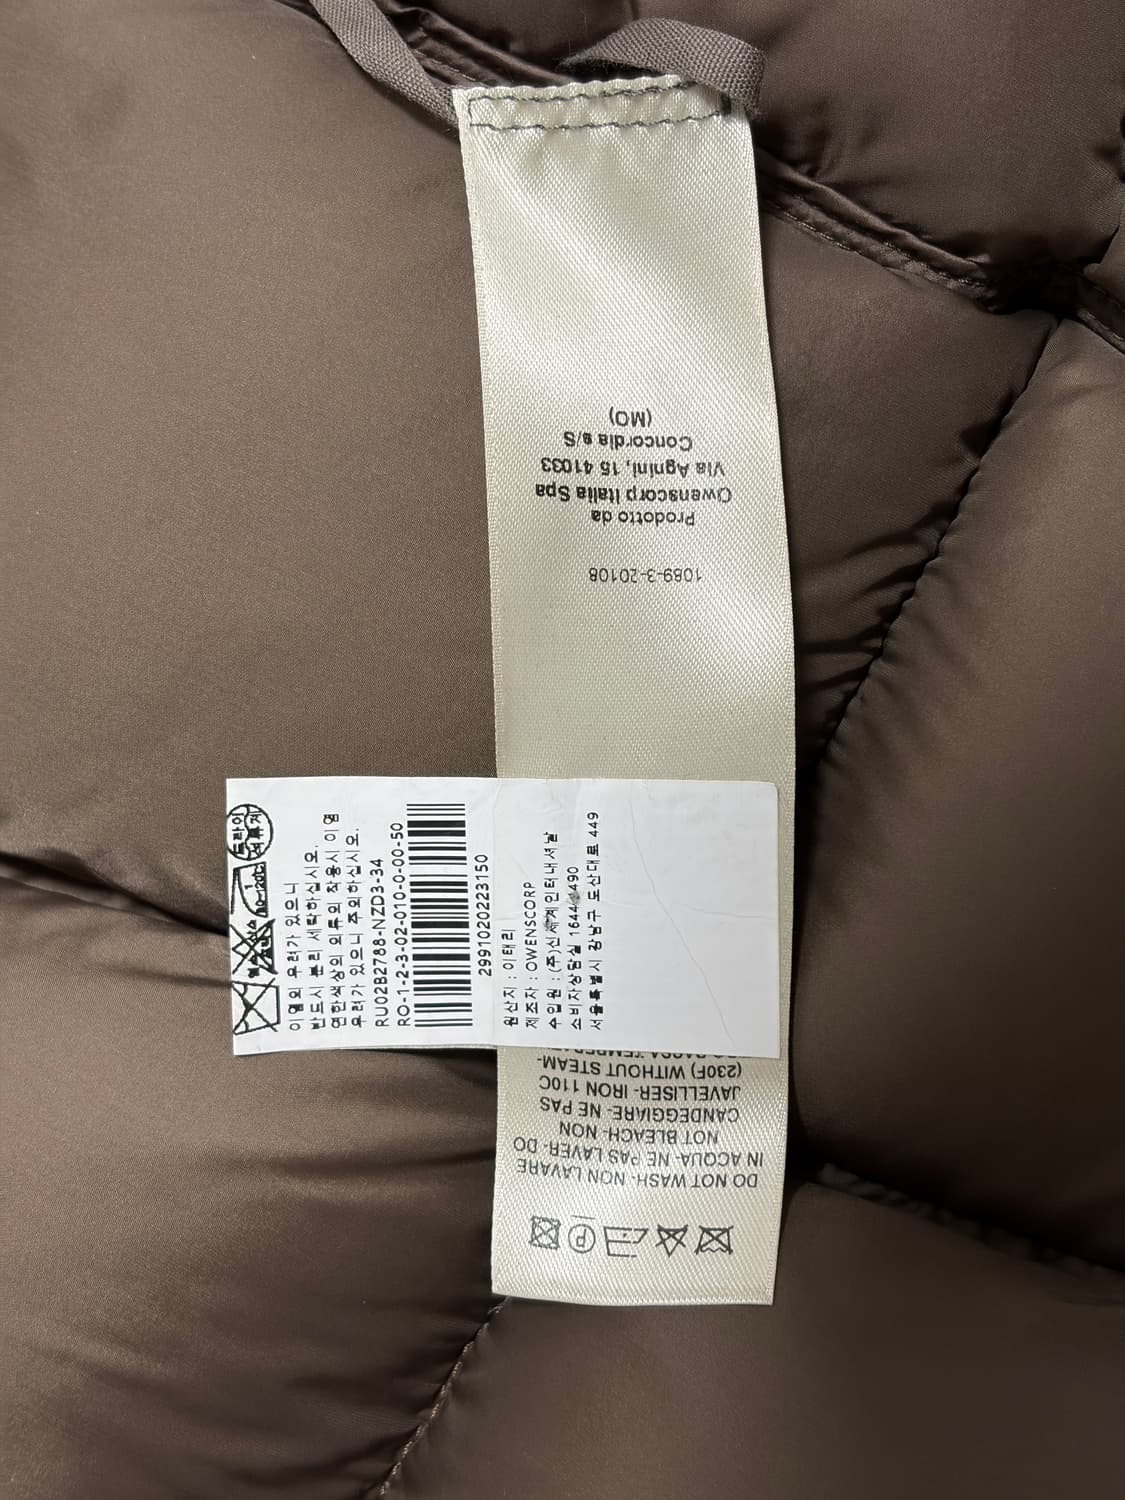 Prodotto da
Owenscorp Italia Spa
Via Agnini, 15 41033
Concordia s/S
(MO)
1089-3-20108
드라이
석유계
이염의 우려가 있으니
반드시 분리 세탁하십시오.
연한색상의 의류의 착용시 이염
우려가 있으니 주의하십시오.
RU02B2788-NZD3-34
RO-1-2-3-02-010-0-00-50
2991020223150
원산지 : 이태리
제조자 : OWENSCORP
수입원 : (주)신세계인터내셔날
소비자상담실 1644-4490
서울특별시 강남구 도산대로 449
P
DO NOT WASH- NON LAVARE
IN ACQUA- NE PAS LAVER- DO
NOT BLEACH- NON
CANDEGGIARE- NE PAS
JAVELLISER- IRON 110C
(230F) WITHOUT STEAM-